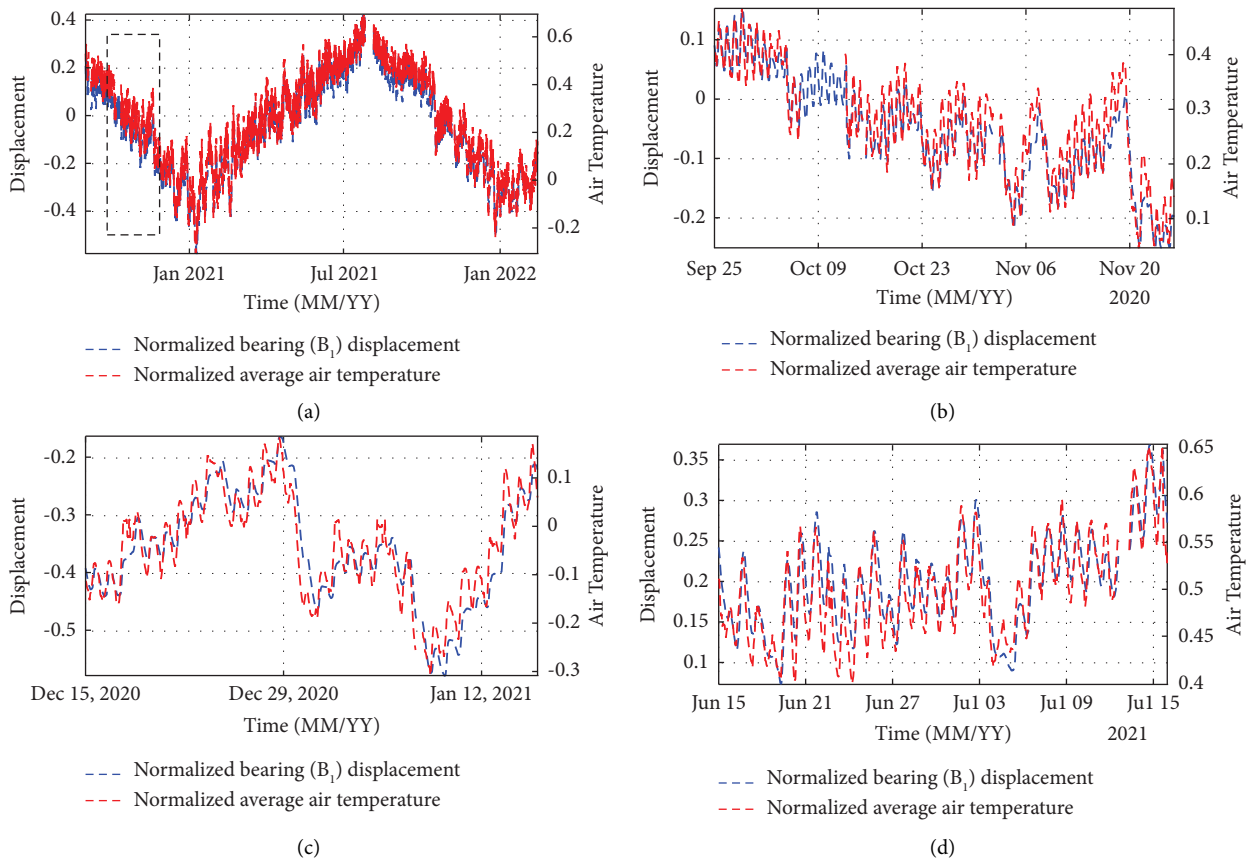 0.4
0.2
0
-0.2
-0.4
Displacement
0.6
0.4
0.2
0
-0.2
Air Temperature
Jan 2021 Jul 2021 Jan 2022
Time (MM/YY)
Normalized bearing (B₁) displacement
Normalized average air temperature
(a)
0.1
0
-0.1
-0.2
Displacement
0.4
0.3
0.2
0.1
Air Temperature
Sep 25 Oct 09 Oct 23 Nov 06 Nov 20
Time (MM/YY) 2020
Normalized bearing (B₁) displacement
Normalized average air temperature
(b)
-0.2
-0.3
-0.4
-0.5
Displacement
0.1
0
-0.1
-0.2
-0.3
Air Temperature
Dec 15, 2020 Dec 29, 2020 Jan 12, 2021
Time (MM/YY)
Normalized bearing (B₁) displacement
Normalized average air temperature
(c)
0.35
0.3
0.25
0.2
0.15
0.1
Displacement
0.65
0.6
0.55
0.5
0.45
0.4
Air Temperature
Jun 15 Jun 21 Jun 27 Ju1 03 Ju1 09 Ju1 15
Time (MM/YY) 2021
Normalized bearing (B₁) displacement
Normalized average air temperature
(d)